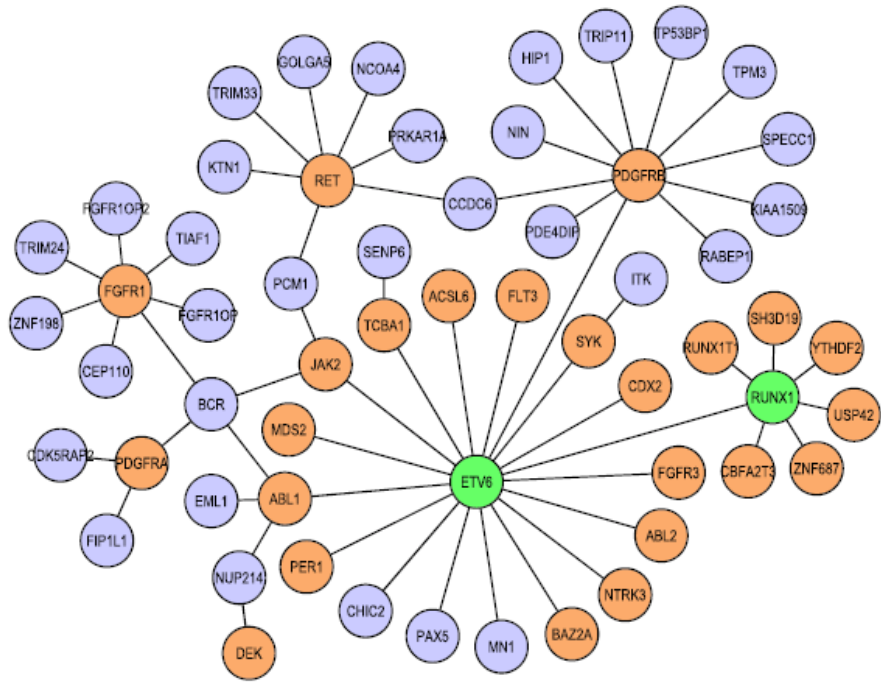 TRIP11
TP53BP1
HIP1
GOLGA5
NCOA4
TPM3
TRIM33
NIN
PRKAR1A
SPECC1
KTN1
RET
PDGFRB
CCDC6
KIAA1509
FGFR1OP2
PDE4DIP
TIAF1
TRIM24
SENP6
RABEP1
PCM1
ITK
FGFR1
ACSL6
FLT3
SH3D19
ZNF198
FGFR1OP
TCBA1
SYK
RUNX1T1
YTHDF2
CEP110
JAK2
CDX2
RUNX1
BCR
USP42
MDS2
CDK5RAP2
PDGFRA
CBFA2T3
ZNF687
FGFR3
ETV6
EML1
ABL1
ABL2
FIP1L1
PER1
NUP214
NTRK3
CHIC2
PAX5
BAZ2A
MN1
DEK